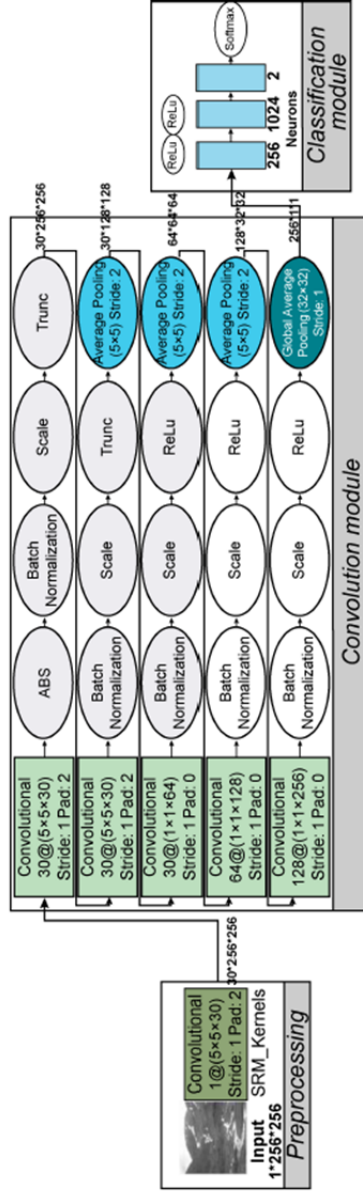 Convolutional
1@(5×5×30)
Stride: 1 Pad: 2
Input
1*256*256
SRM_Kernels
Preprocessing
30*256*256
Convolutional
30@(5×5×30)
Stride: 1 Pad: 2
ABS
Batch
Normalization
Scale
Trunc
30*256*256
Convolutional
30@(5×5×30)
Stride: 1 Pad: 2
Batch
Normalization
Scale
Trunc
Average Pooling
(5×5) Stride: 2
30*128*128
Convolutional
30@(1×1×64)
Stride: 1 Pad: 0
Batch
Normalization
Scale
ReLu
Average Pooling
(5×5) Stride: 2
64*64*64
Convolutional
64@(1×1×128)
Stride: 1 Pad: 0
Batch
Normalization
Scale
ReLu
Average Pooling
(5×5) Stride: 2
128*32*32
Convolutional
128@(1×1×256)
Stride: 1 Pad: 0
Batch
Normalization
Scale
ReLu
Global Average
Pooling (32×32)
Stride: 1
Convolution module
ReLu
ReLu
Softmax
256 1024 2
Neurons
Classification
module